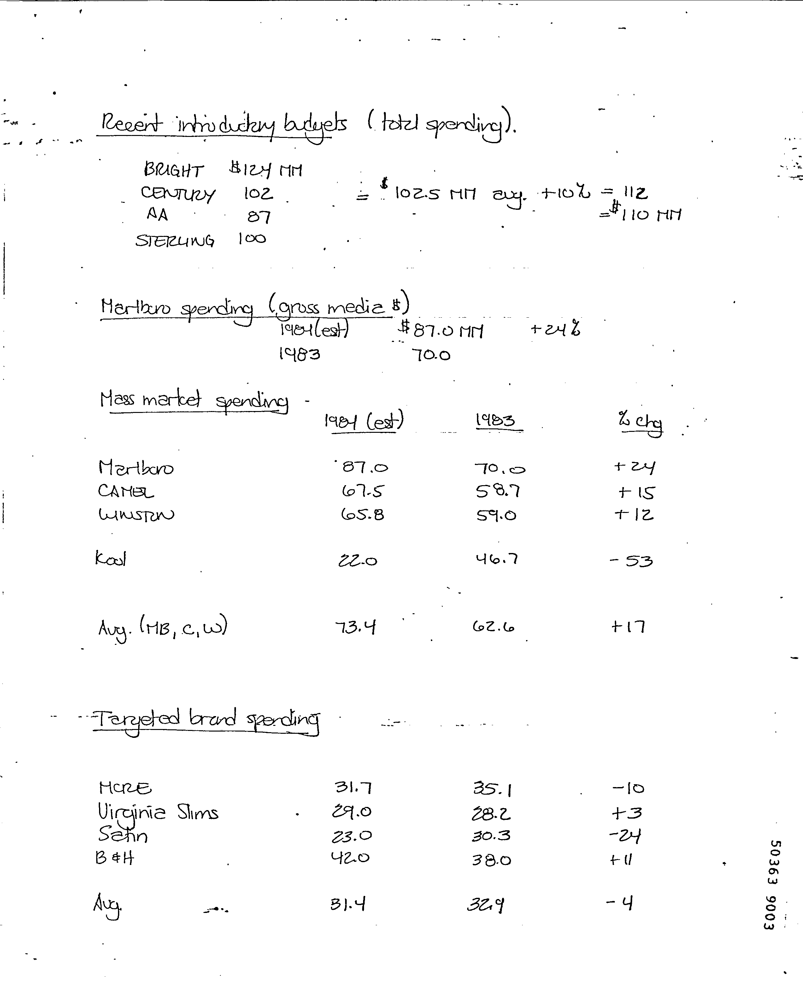 Recent introductory budgets (total spending).
BRIGHT $124 MM
CENTURY 102 = $102.5 MM avg. +10% = 112
AA 87 =$110 MM
STERLING 100
Marlboro spending (gross media $)
1984(est) $87.0 MM +24%
1983 70.0
Mass market spending -
1984 (est) 1983 % chg
Marlboro 87.0 70.0 +24
CAMEL 67.5 58.7 +15
WINSTON 65.8 59.0 +12
Kool 22.0 46.7 -53
Avg. (MB, C, W) 73.4 62.6 +17
Targeted brand spending
MORE 31.7 35.1 -10
Virginia Slims 29.0 28.2 +3
Satin 23.0 30.3 -24
B & H 42.0 38.0 +11
Avg. 31.4 32.9 -4
50363 9003